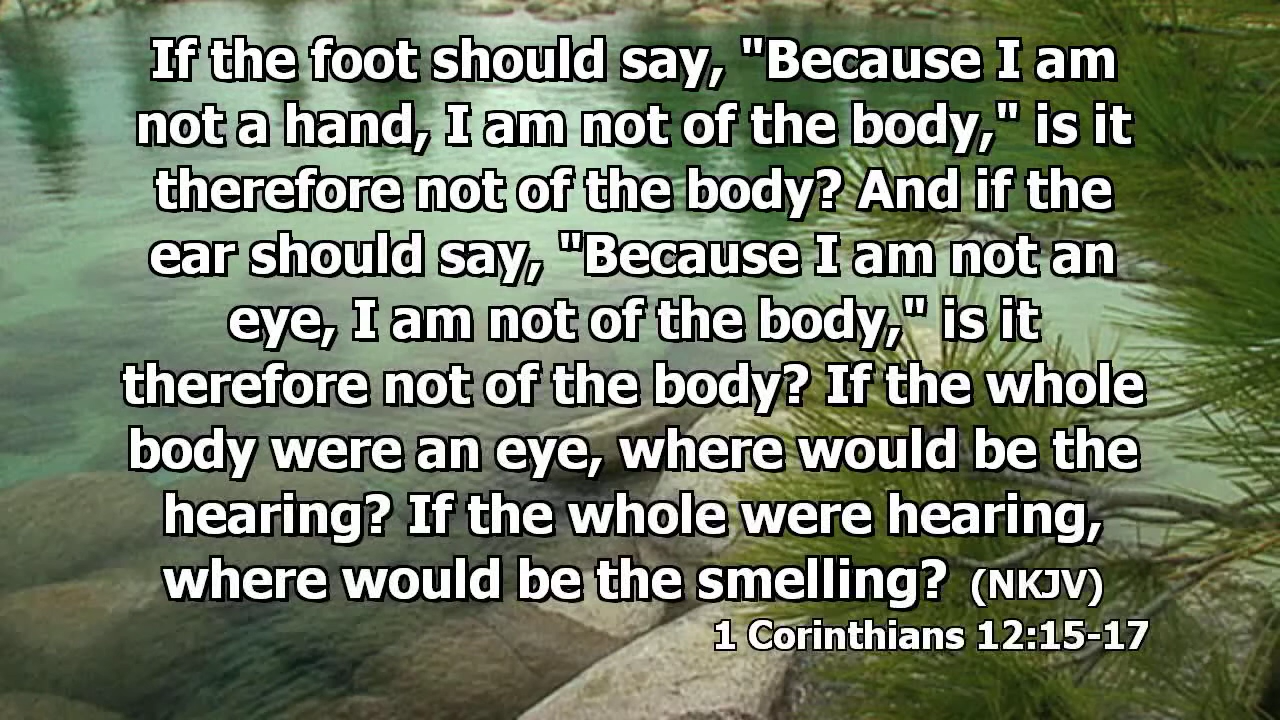 If the foot should say, "Because I am
not a hand, I am not of the body," is it
therefore not of the body? And if the
ear should say, "Because I am not an
eye, I am not of the body," is it
therefore not of the body? If the whole
body were an eye, where would be the
hearing? If the whole were hearing,
where would be the smelling? (NKJV)
1 Corinthians 12:15-17